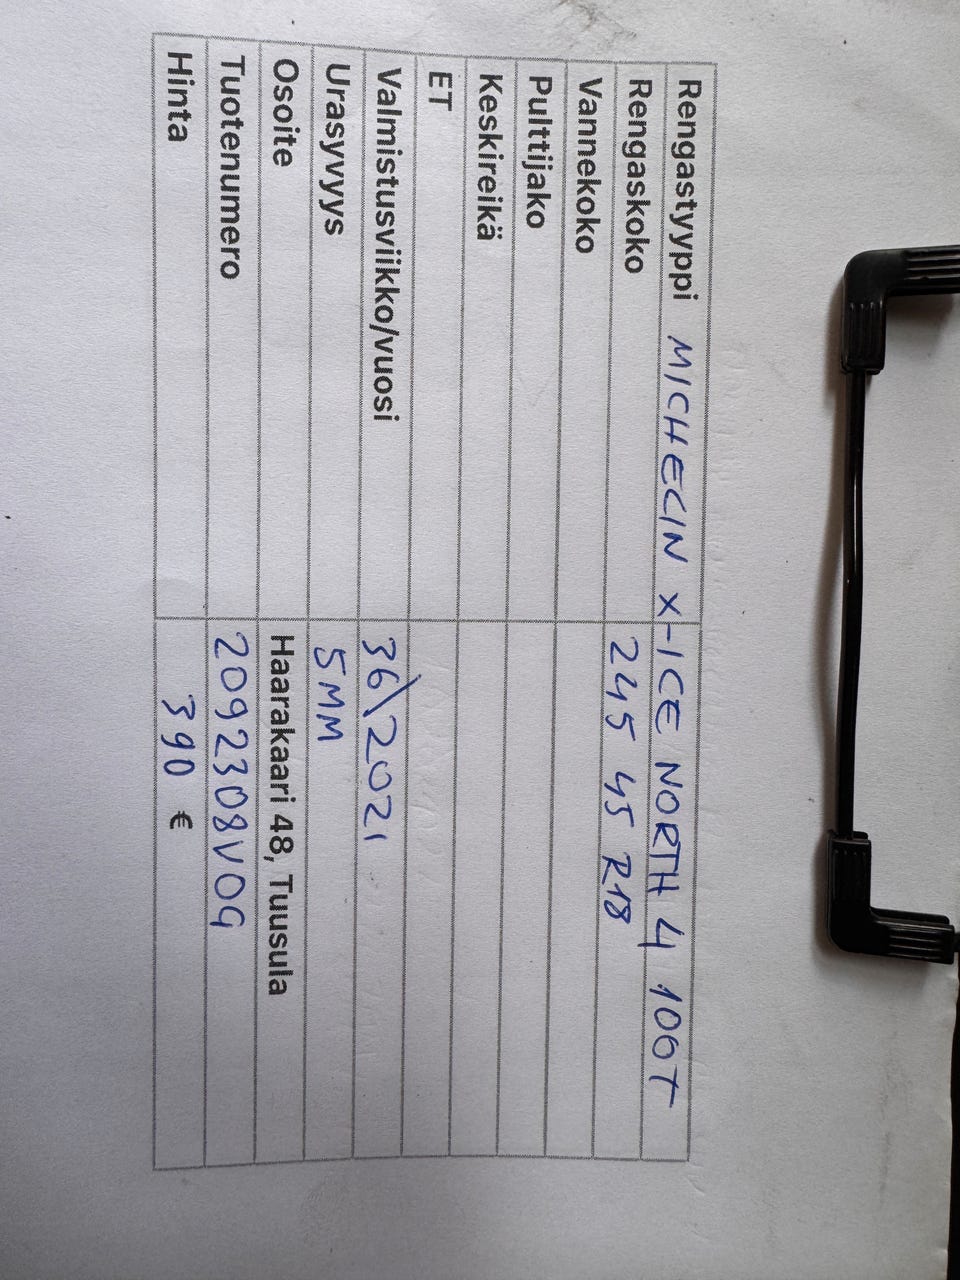 Rengastyyppi MICHELIN X-ICE NORTH 4 100T
Rengaskoko 245 45 R18
Vannekoko
Pulttijako
Keskireikä
ET
Valmistusviikko/vuosi 36\2021
Urasyvyys 5MM
Osoite Haarakaari 48, Tuusula
Tuotenumero 2092308VOG
Hinta 390 €